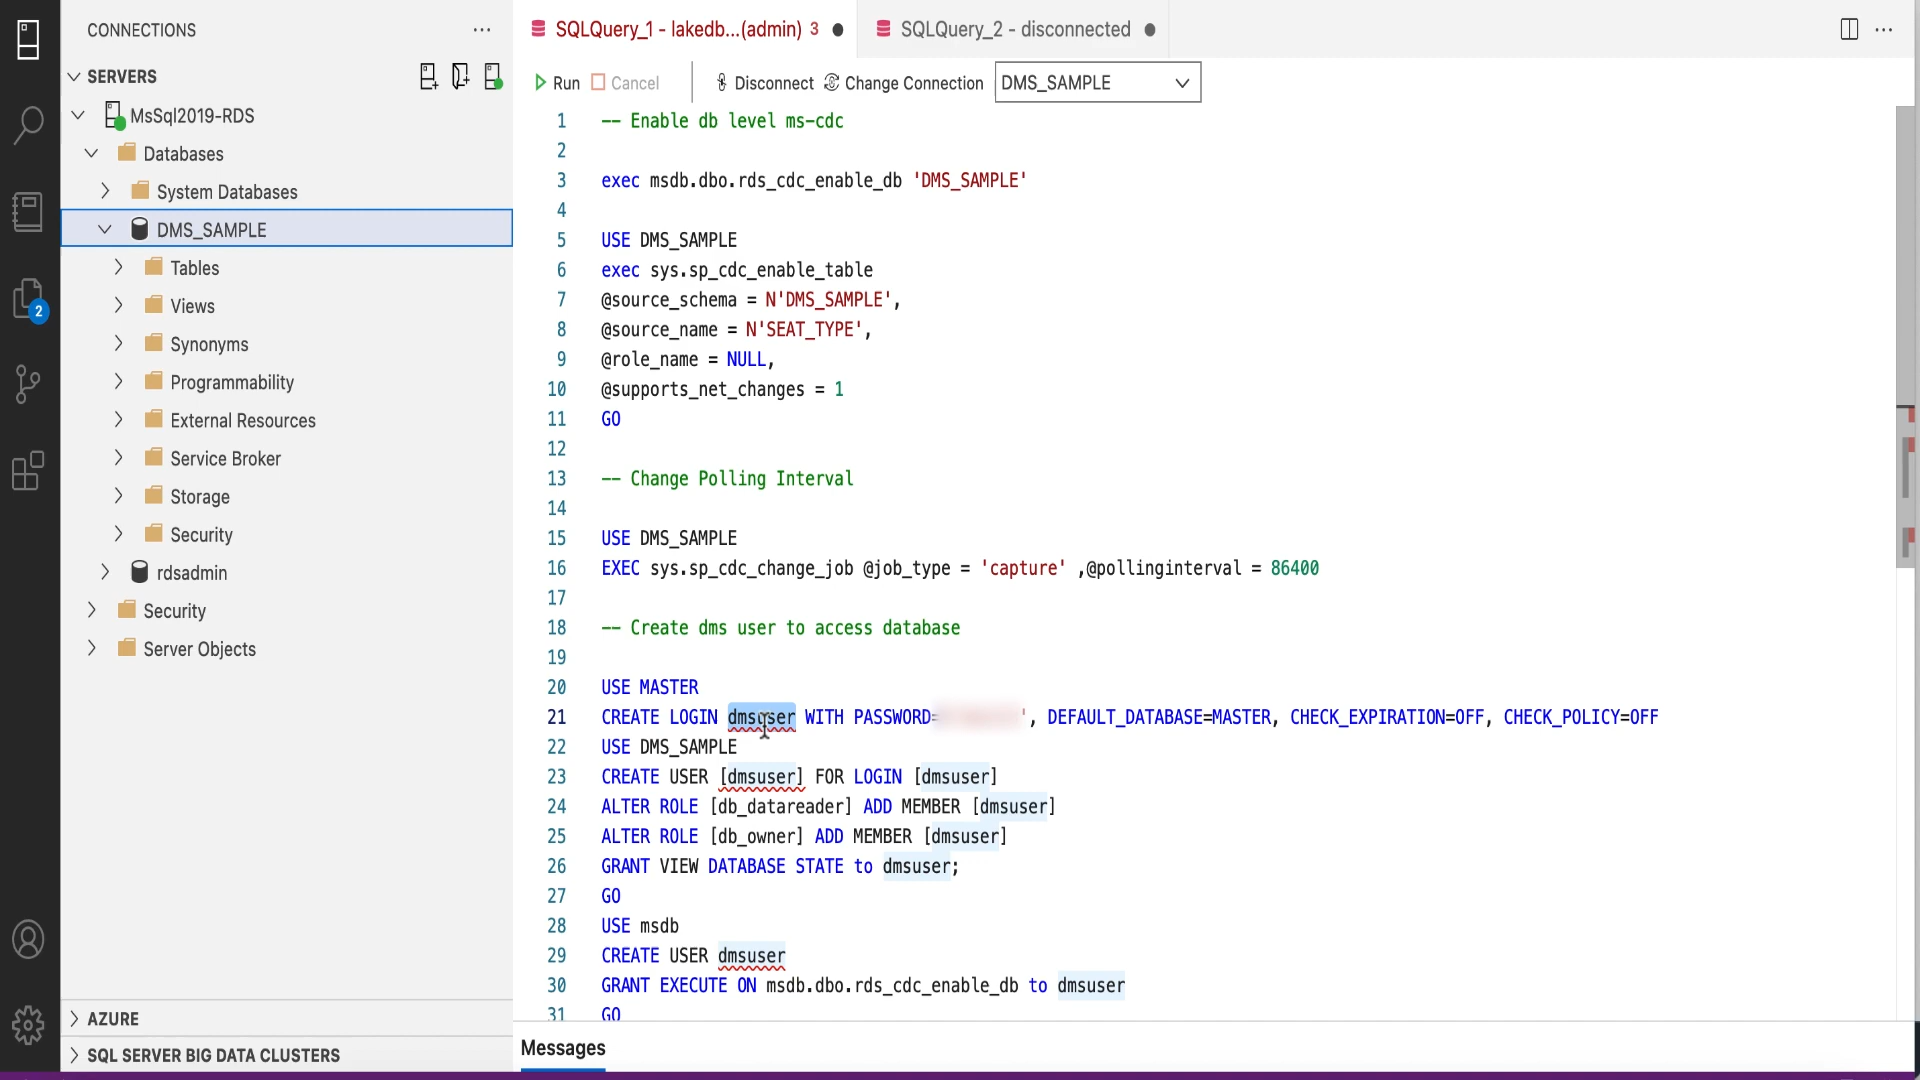 CONNECTIONS
SERVERS
MsSql2019-RDS
Databases
System Databases
DMS_SAMPLE
Tables
Views
Synonyms
Programmability
External Resources
Service Broker
Storage
Security
rdsadmin
Security
Server Objects
AZURE
SQL SERVER BIG DATA CLUSTERS
2
SQLQuery_1 - lakedb...(admin) 3
SQLQuery_2 - disconnected
Run Cancel Disconnect Change Connection DMS_SAMPLE
1 -- Enable db level ms-cdc
2
3 exec msdb.dbo.rds_cdc_enable_db 'DMS_SAMPLE'
4
5 USE DMS_SAMPLE
6 exec sys.sp_cdc_enable_table
7 @source_schema = N'DMS_SAMPLE',
8 @source_name = N'SEAT_TYPE',
9 @role_name = NULL,
10 @supports_net_changes = 1
11 GO
12
13 -- Change Polling Interval
14
15 USE DMS_SAMPLE
16 EXEC sys.sp_cdc_change_job @job_type = 'capture' ,@pollinginterval = 86400
17
18 -- Create dms user to access database
19
20 USE MASTER
21 CREATE LOGIN dmsuser WITH PASSWORD= ', DEFAULT_DATABASE=MASTER, CHECK_EXPIRATION=OFF, CHECK_POLICY=OFF
22 USE DMS_SAMPLE
23 CREATE USER [dmsuser] FOR LOGIN [dmsuser]
24 ALTER ROLE [db_datareader] ADD MEMBER [dmsuser]
25 ALTER ROLE [db_owner] ADD MEMBER [dmsuser]
26 GRANT VIEW DATABASE STATE to dmsuser;
27 GO
28 USE msdb
29 CREATE USER dmsuser
30 GRANT EXECUTE ON msdb.dbo.rds_cdc_enable_db to dmsuser
31 GO
Messages